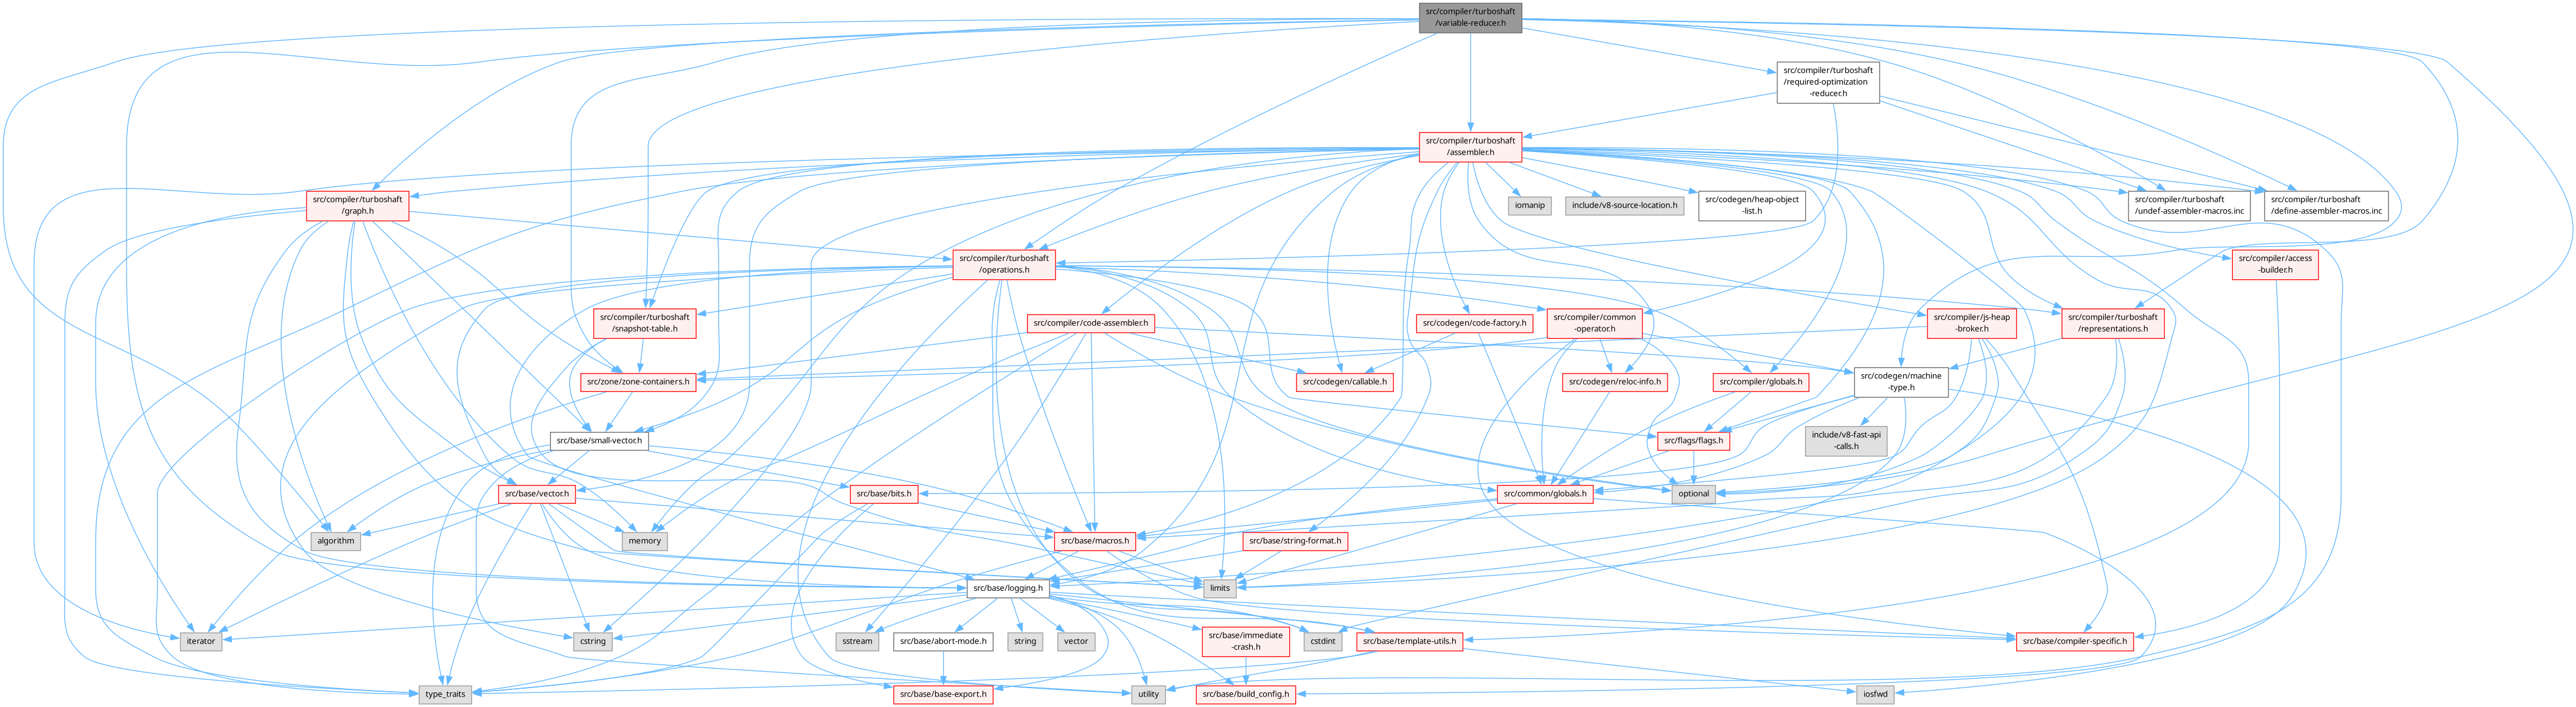 src/compiler/turboshaft
/variable-reducer.h
src/compiler/turboshaft
/required-optimization
-reducer.h
src/compiler/turboshaft
/assembler.h
src/compiler/turboshaft
/graph.h
iomanip
include/v8-source-location.h
src/codegen/heap-object
-list.h
src/compiler/turboshaft
/undef-assembler-macros.inc
src/compiler/turboshaft
/define-assembler-macros.inc
src/compiler/turboshaft
/operations.h
src/compiler/access
-builder.h
src/compiler/turboshaft
/snapshot-table.h
src/compiler/code-assembler.h
src/codegen/code-factory.h
src/compiler/common
-operator.h
src/compiler/js-heap
-broker.h
src/compiler/turboshaft
/representations.h
src/zone/zone-containers.h
src/codegen/callable.h
src/codegen/reloc-info.h
src/compiler/globals.h
src/codegen/machine
-type.h
src/base/small-vector.h
src/flags/flags.h
include/v8-fast-api
-calls.h
src/base/vector.h
src/base/bits.h
src/common/globals.h
optional
algorithm
memory
src/base/macros.h
src/base/string-format.h
src/base/logging.h
limits
iterator
cstring
sstream
src/base/abort-mode.h
string
vector
src/base/immediate
-crash.h
cstdint
src/base/template-utils.h
src/base/compiler-specific.h
type_traits
src/base/base-export.h
utility
src/base/build_config.h
iosfwd